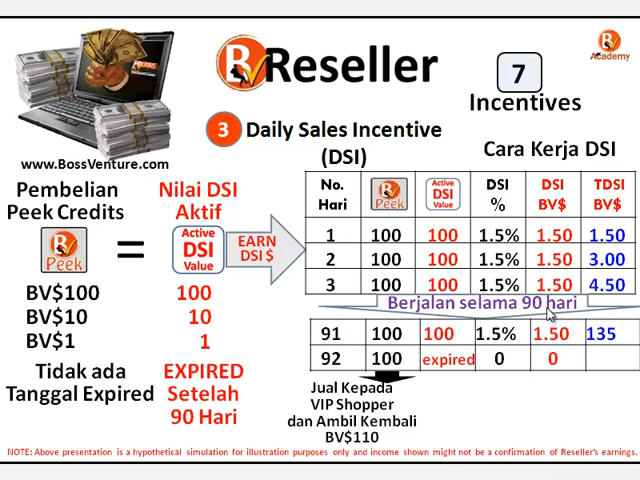 B Reseller
B
Academy
7
Incentives
3 Daily Sales Incentive
(DSI)
Cara Kerja DSI
www.BossVenture.com
Pembelian
Peek Credits
Nilai DSI
Aktif
B
Peek
=
Active
DSI
Value
EARN
DSI $
BV$100 100
BV$10 10
BV$1 1
Tidak ada
Tanggal Expired
EXPIRED
Setelah
90 Hari
No. Hari B Peek Active DSI Value DSI % DSI BV$ TDSI BV$
1 100 100 1.5% 1.50 1.50
2 100 100 1.5% 1.50 3.00
3 100 100 1.5% 1.50 4.50
Berjalan selama 90 hari
91 100 100 1.5% 1.50 135
92 100 expired 0 0
Jual Kepada
VIP Shopper
dan Ambil Kembali
BV$110
NOTE: Above presentation is a hypothetical simulation for illustration purposes only and income shown might not be a confirmation of Reseller's earnings.